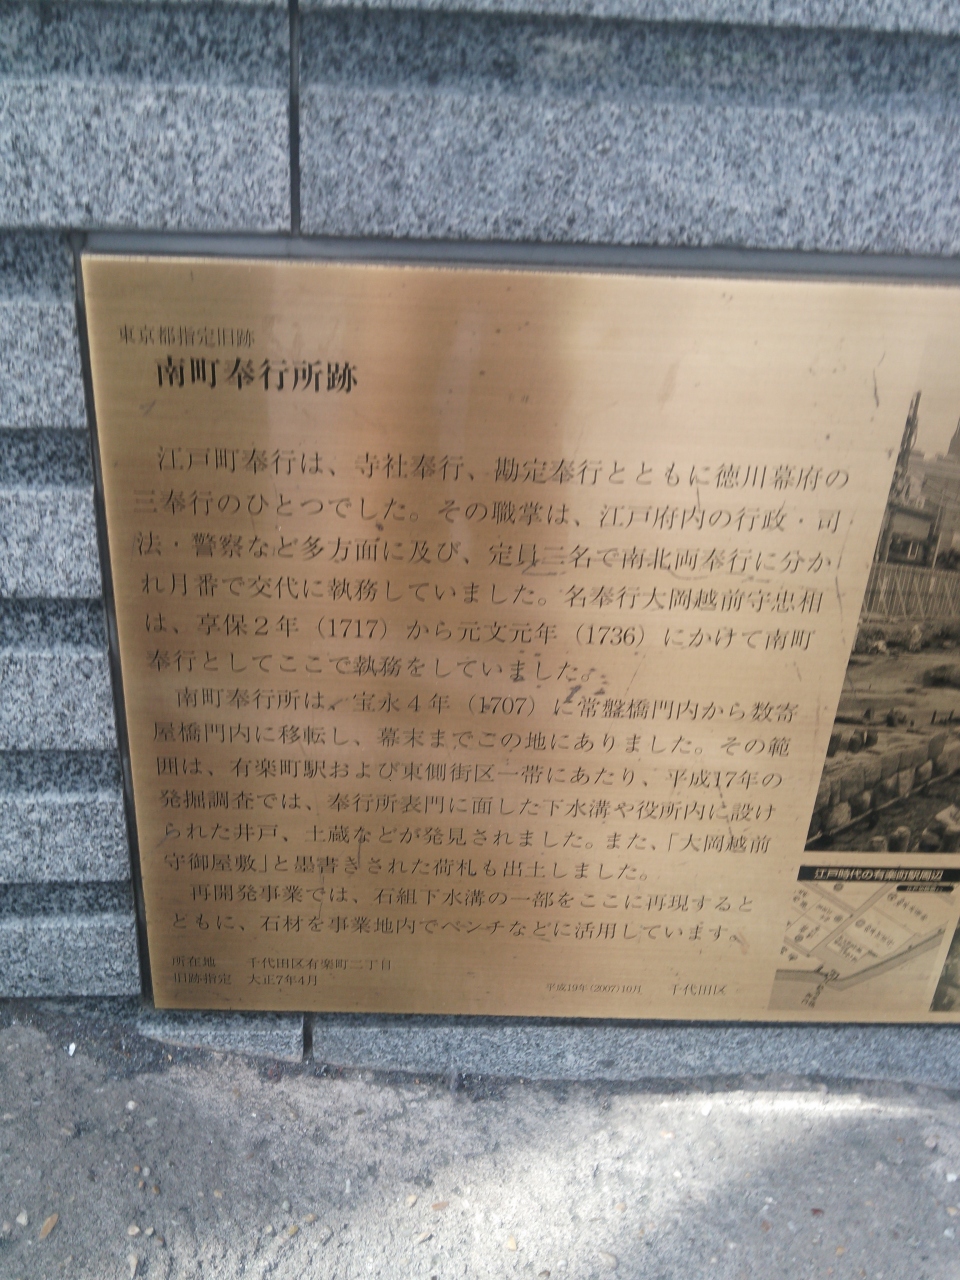 東京都指定旧跡
南町奉行所跡
江戸町奉行は、寺社奉行、勘定奉行とともに徳川幕府の
三奉行のひとつでした。その職掌は、江戸府内の行政・司
法・警察など多方面に及び、定員二名で南北両奉行に分か
れ月番で交代に執務していました。名奉行大岡越前守忠相
は、享保2年（1717）から元文元年（1736）にかけて南町
奉行としてここで執務をしていました。
南町奉行所は、宝永4年（1707）に常盤橋門内から数寄
屋橋門内に移転し、幕末までこの地にありました。その範
囲は、有楽町駅および東側街区一帯にあたり、平成17年の
発掘調査では、奉行所表門に面した下水溝や役所内に設け
られた井戸、土蔵などが発見されました。また、「大岡越前
守御屋敷」と墨書きされた荷札も出土しました。
再開発事業では、石組下水溝の一部をここに再現すると
ともに、石材を事業地内でベンチなどに活用しています。
所在地 千代田区有楽町二丁目
旧跡指定 大正7年4月
平成19年（2007）10月 千代田区
江戸時代の有楽町駅周辺